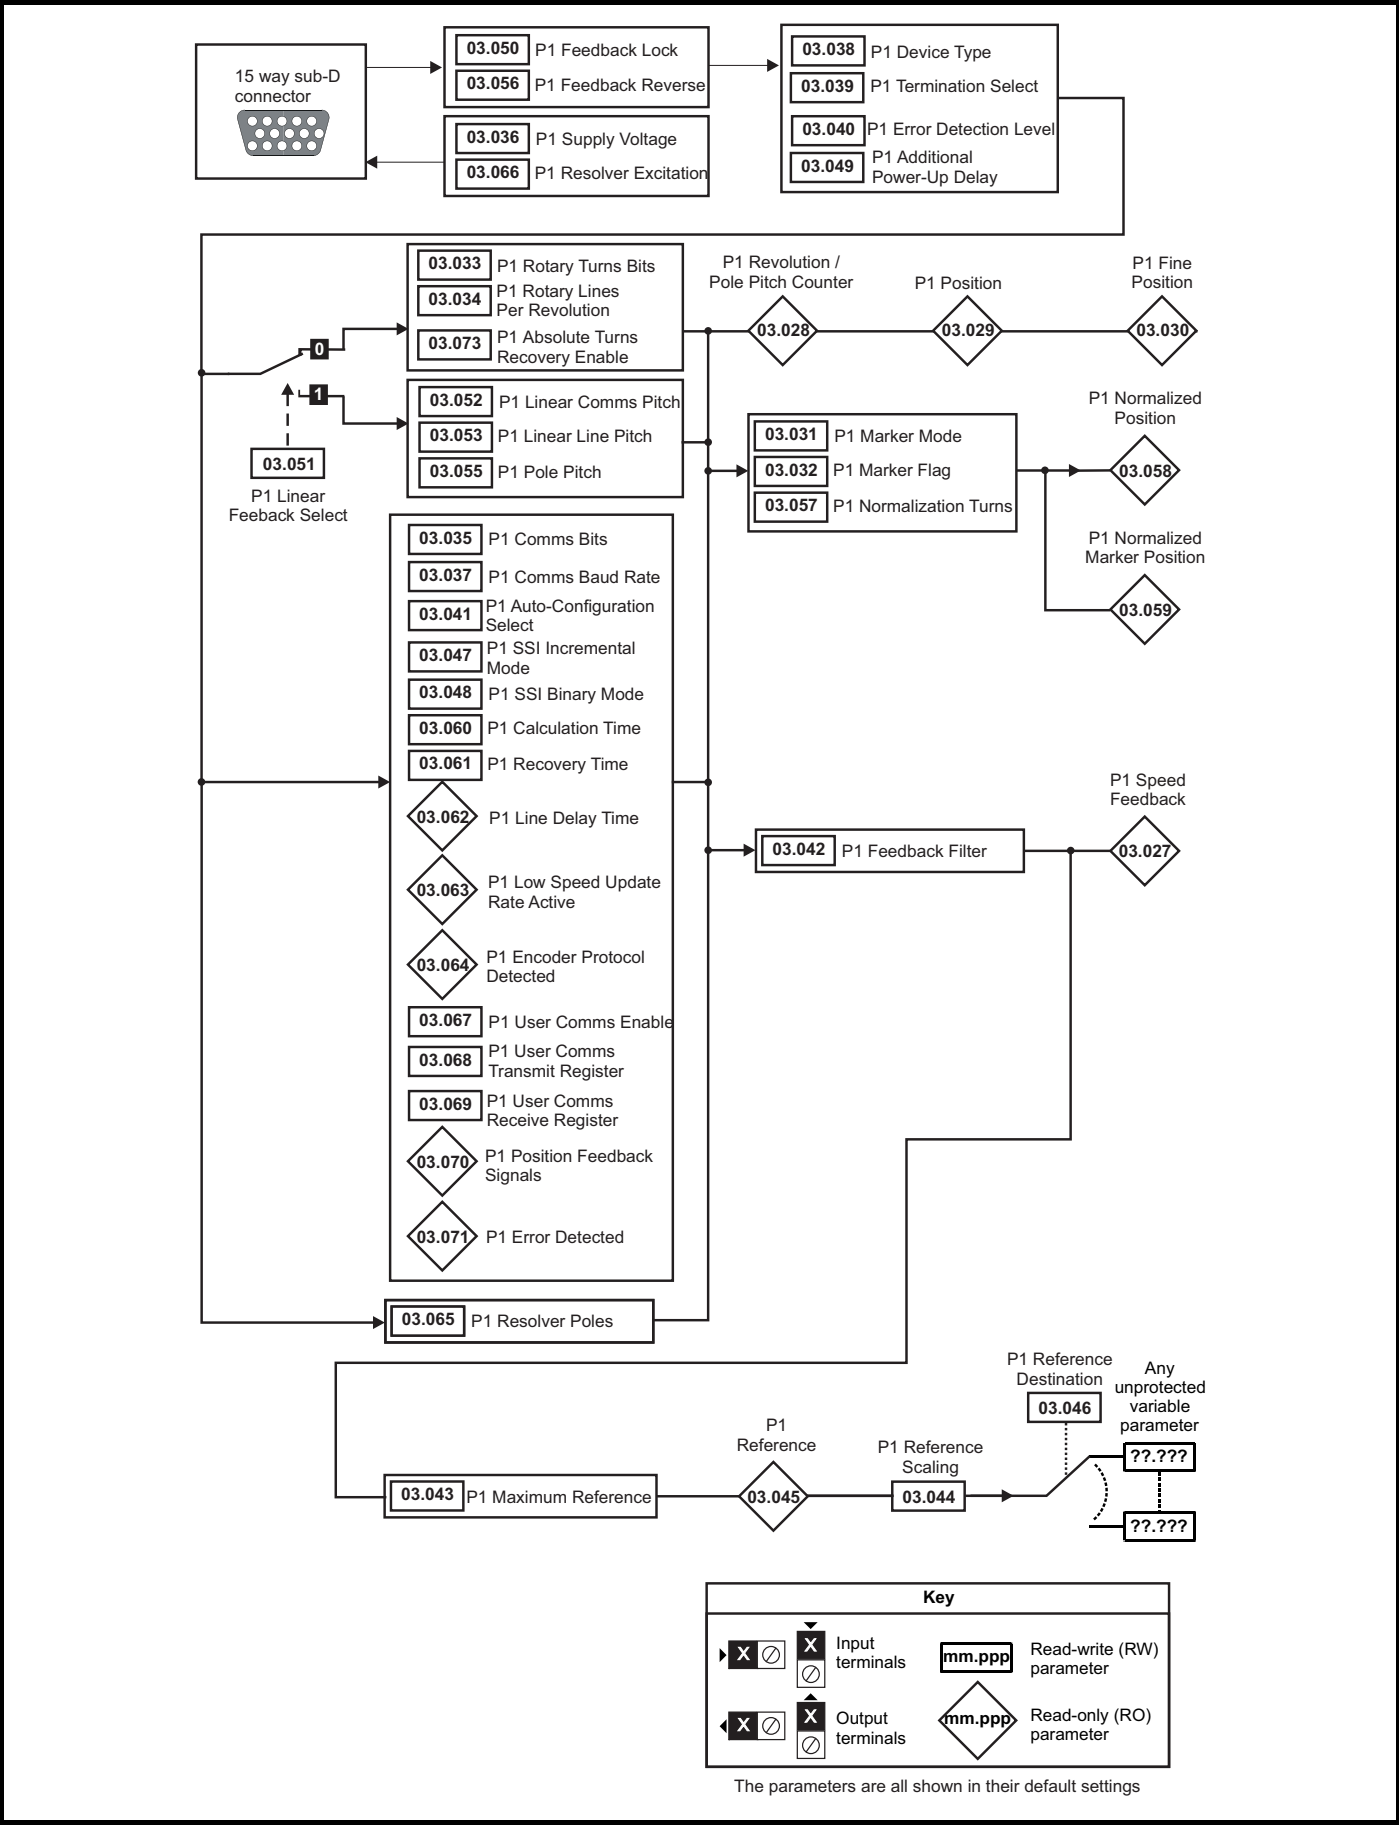 15 way sub-D
connector
03.050 P1 Feedback Lock
03.056 P1 Feedback Reverse
03.036 P1 Supply Voltage
03.066 P1 Resolver Excitation
03.038 P1 Device Type
03.039 P1 Termination Select
03.040 P1 Error Detection Level
03.049 P1 Additional
Power-Up Delay
03.033 P1 Rotary Turns Bits
03.034 P1 Rotary Lines
Per Revolution
03.073 P1 Absolute Turns
Recovery Enable
0
1
03.051
P1 Linear
Feeback Select
03.052 P1 Linear Comms Pitch
03.053 P1 Linear Line Pitch
03.055 P1 Pole Pitch
P1 Revolution /
Pole Pitch Counter
03.028
P1 Position
03.029
P1 Fine
Position
03.030
03.031 P1 Marker Mode
03.032 P1 Marker Flag
03.057 P1 Normalization Turns
P1 Normalized
Position
03.058
P1 Normalized
Marker Position
03.059
03.035 P1 Comms Bits
03.037 P1 Comms Baud Rate
03.041 P1 Auto-Configuration
Select
03.047 P1 SSI Incremental
Mode
03.048 P1 SSI Binary Mode
03.060 P1 Calculation Time
03.061 P1 Recovery Time
03.062 P1 Line Delay Time
03.063 P1 Low Speed Update
Rate Active
03.064 P1 Encoder Protocol
Detected
03.067 P1 User Comms Enable
03.068 P1 User Comms
Transmit Register
03.069 P1 User Comms
Receive Register
03.070 P1 Position Feedback
Signals
03.071 P1 Error Detected
03.042 P1 Feedback Filter
P1 Speed
Feedback
03.027
03.065 P1 Resolver Poles
03.043 P1 Maximum Reference
P1
Reference
03.045
P1 Reference
Scaling
03.044
P1 Reference
Destination
03.046
Any
unprotected
variable
parameter
??.???
??.???
Key
X X Input
terminals
mm.ppp Read-write (RW)
parameter
X X Output
terminals
mm.ppp Read-only (RO)
parameter
The parameters are all shown in their default settings